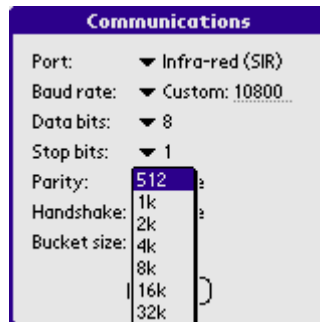 Communications
Port: Infra-red (SIR)
Baud rate: Custom: 10800
Data bits: 8
Stop bits: 1
Parity:
Handshake:
Bucket size:
512
1k
2k
4k
8k
16k
32k